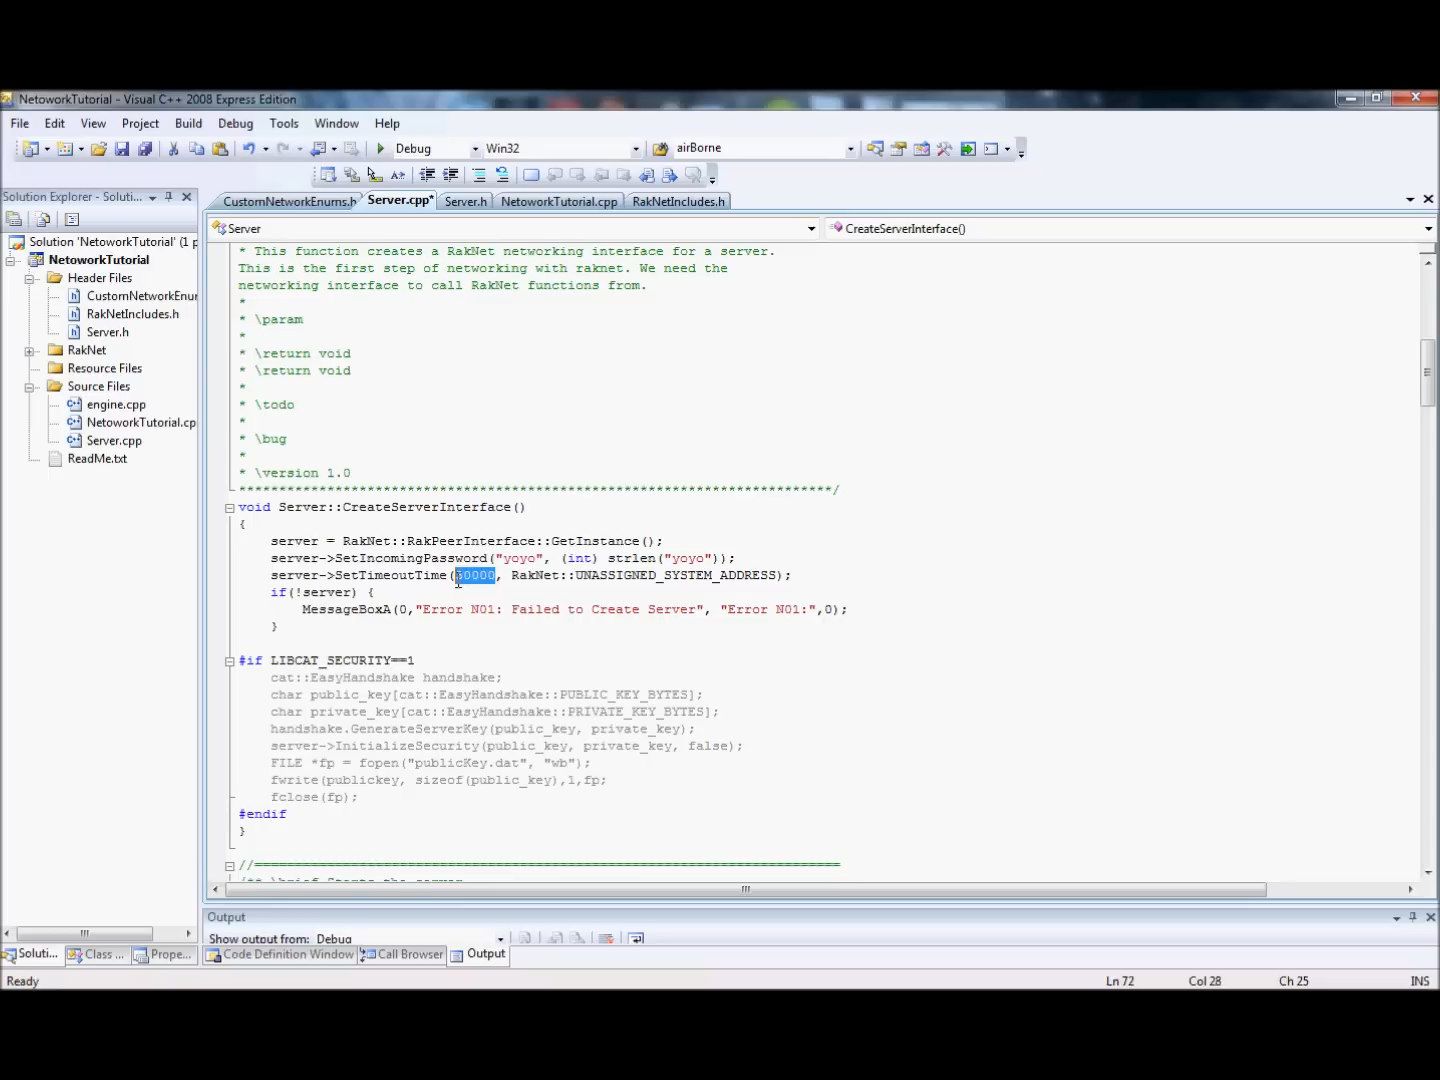 NetoworkTutorial - Visual C++ 2008 Express Edition
File Edit View Project Build Debug Tools Window Help
Debug Win32 airBorne
Solution Explorer - Soluti...
CustomNetworkEnums.h Server.cpp* Server.h NetoworkTutorial.cpp RakNetIncludes.h
Server CreateServerInterface()
Solution 'NetoworkTutorial' (1 p
NetoworkTutorial
Header Files
CustomNetworkEnu
RakNetIncludes.h
Server.h
RakNet
Resource Files
Source Files
engine.cpp
NetoworkTutorial.cp
Server.cpp
ReadMe.txt
* This function creates a RakNet networking interface for a server.
This is the first step of networking with raknet. We need the
networking interface to call RakNet functions from.
*
* \param
*
* \return void
* \return void
*
* \todo
*
* \bug
*
* \version 1.0
**************************************************************************/
void Server::CreateServerInterface()
{
server = RakNet::RakPeerInterface::GetInstance();
server->SetIncomingPassword("yoyo", (int) strlen("yoyo"));
server->SetTimeoutTime(30000, RakNet::UNASSIGNED_SYSTEM_ADDRESS);
if(!server) {
MessageBoxA(0,"Error N01: Failed to Create Server", "Error N01:",0);
}
#if LIBCAT_SECURITY==1
cat::EasyHandshake handshake;
char public_key[cat::EasyHandshake::PUBLIC_KEY_BYTES];
char private_key[cat::EasyHandshake::PRIVATE_KEY_BYTES];
handshake.GenerateServerKey(public_key, private_key);
server->InitializeSecurity(public_key, private_key, false);
FILE *fp = fopen("publicKey.dat", "wb");
fwrite(publickey, sizeof(public_key),1,fp);
fclose(fp);
#endif
}
//=========================================================================
/** \brief Starts the server
Output
Show output from: Debug
Soluti... Class ... Prope... Code Definition Window Call Browser Output
Ready Ln 72 Col 28 Ch 25 INS